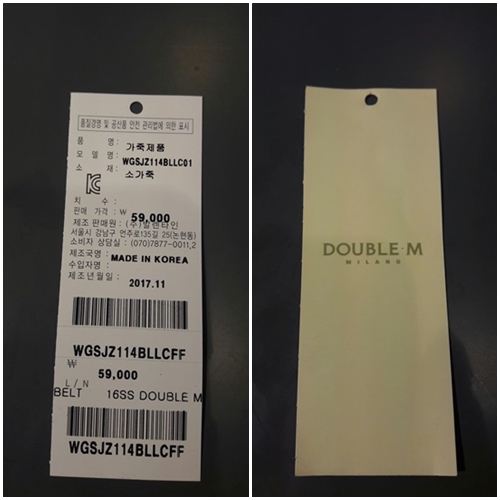 품질경영 및 공산품 안전 관리법에 의한 표시
품 명 : 가죽제품
모 델 명 : WGSJZ114BLLC01
소 재 : 소가죽
치 수 :
판매 가격 : ₩ 59,000
제조 판매원 : (주)발렌타인
서울시 강남구 언주로135길 25(논현동)
소비자 상담실 : (070)7877-0011,2
제조국명 : MADE IN KOREA
수입자명 :
제조년월일 : 2017.11
WGSJZ114BLLCFF
₩ 59,000
L / N
BELT 16SS DOUBLE M
WGSJZ114BLLCFF
DOUBLE·M
MILANO